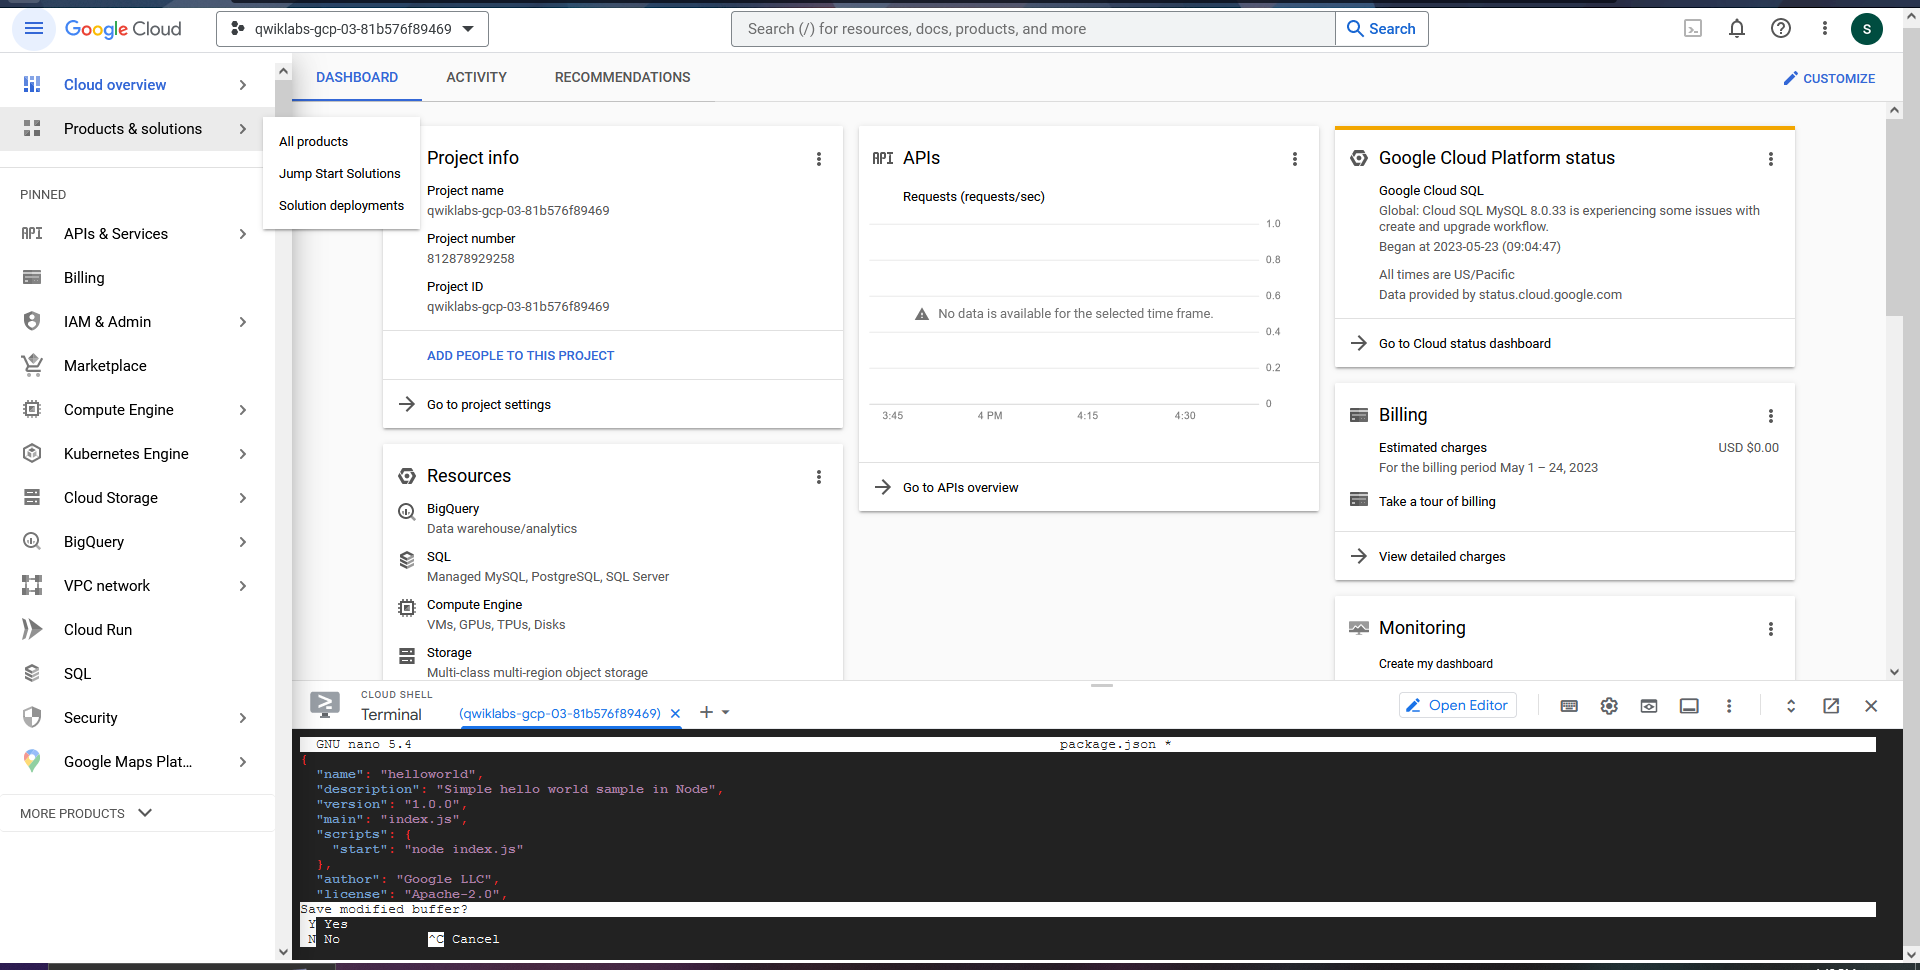 Google Cloud
qwiklabs-gcp-03-81b576f89469
Search (/) for resources, docs, products, and more
Search
S
Cloud overview
Products & solutions
All products
Jump Start Solutions
Solution deployments
PINNED
APIs & Services
Billing
IAM & Admin
Marketplace
Compute Engine
Kubernetes Engine
Cloud Storage
BigQuery
VPC network
Cloud Run
SQL
Security
Google Maps Plat...
MORE PRODUCTS
DASHBOARD
ACTIVITY
RECOMMENDATIONS
CUSTOMIZE
Project info
Project name
qwiklabs-gcp-03-81b576f89469
Project number
812878929258
Project ID
qwiklabs-gcp-03-81b576f89469
ADD PEOPLE TO THIS PROJECT
Go to project settings
Resources
BigQuery
Data warehouse/analytics
SQL
Managed MySQL, PostgreSQL, SQL Server
Compute Engine
VMs, GPUs, TPUs, Disks
Storage
Multi-class multi-region object storage
API APIs
Requests (requests/sec)
1.0
0.8
0.6
No data is available for the selected time frame.
0.4
0.2
0
3:45 4 PM 4:15 4:30
Go to APIs overview
Google Cloud Platform status
Google Cloud SQL
Global: Cloud SQL MySQL 8.0.33 is experiencing some issues with
create and upgrade workflow.
Began at 2023-05-23 (09:04:47)
All times are US/Pacific
Data provided by status.cloud.google.com
Go to Cloud status dashboard
Billing
Estimated charges USD $0.00
For the billing period May 1 – 24, 2023
Take a tour of billing
View detailed charges
Monitoring
Create my dashboard
CLOUD SHELL
Terminal
(qwiklabs-gcp-03-81b576f89469)
Open Editor
GNU nano 5.4 package.json *
{
"name": "helloworld",
"description": "Simple hello world sample in Node",
"version": "1.0.0",
"main": "index.js",
"scripts": {
"start": "node index.js"
},
"author": "Google LLC",
"license": "Apache-2.0",
Save modified buffer?
Y Yes
N No ^C Cancel